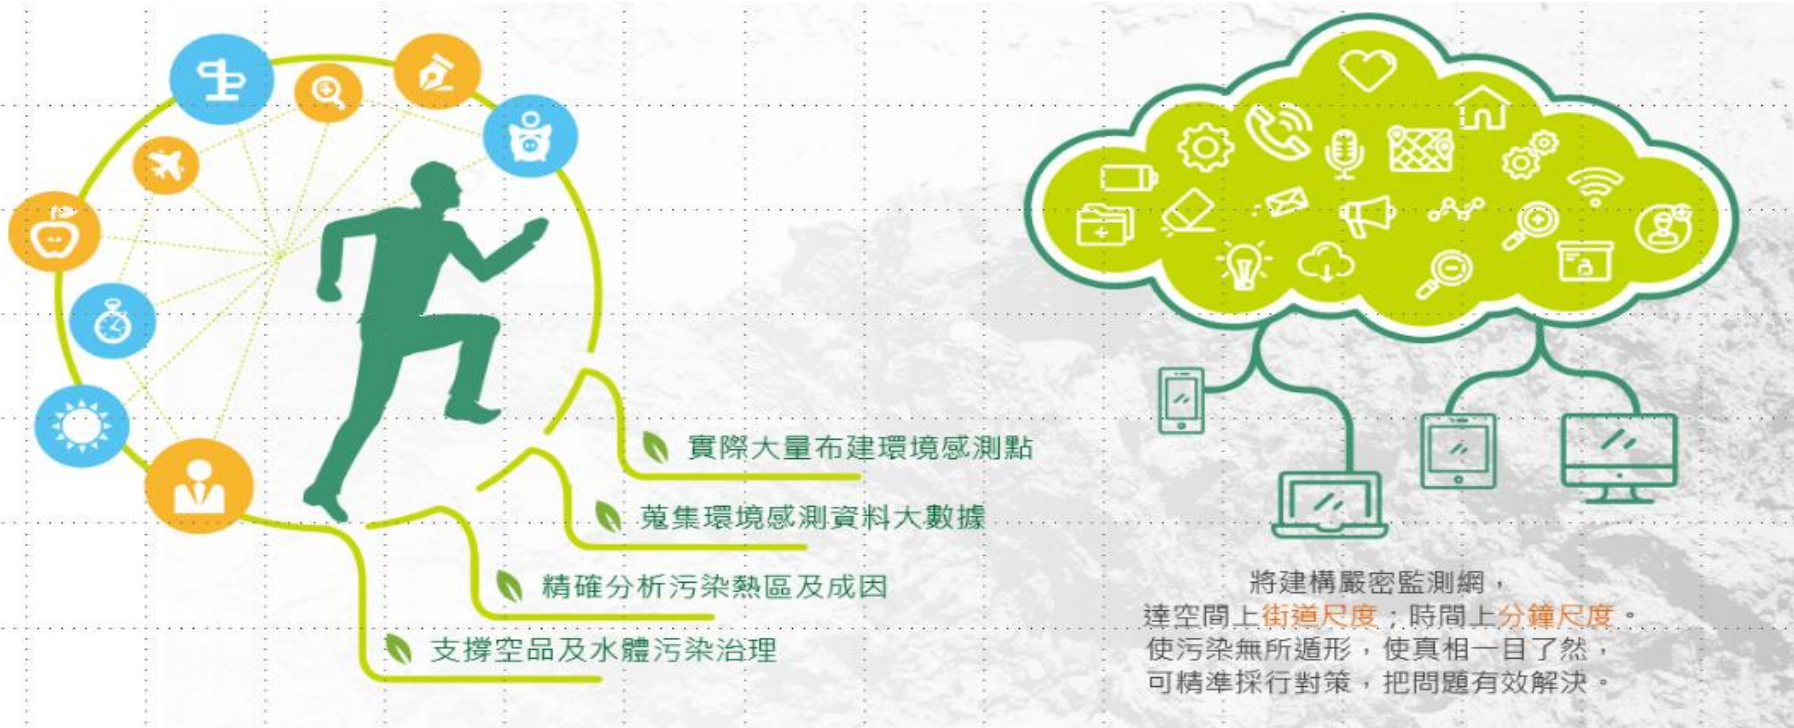 實際大量布建環境感測點
蒐集環境感測資料大數據
精確分析污染熱區及成因
支撐空品及水體污染治理
將建構嚴密監測網，
達空間上街道尺度；時間上分鐘尺度。
使污染無所遁形，使真相一目了然，
可精準採行對策，把問題有效解決。